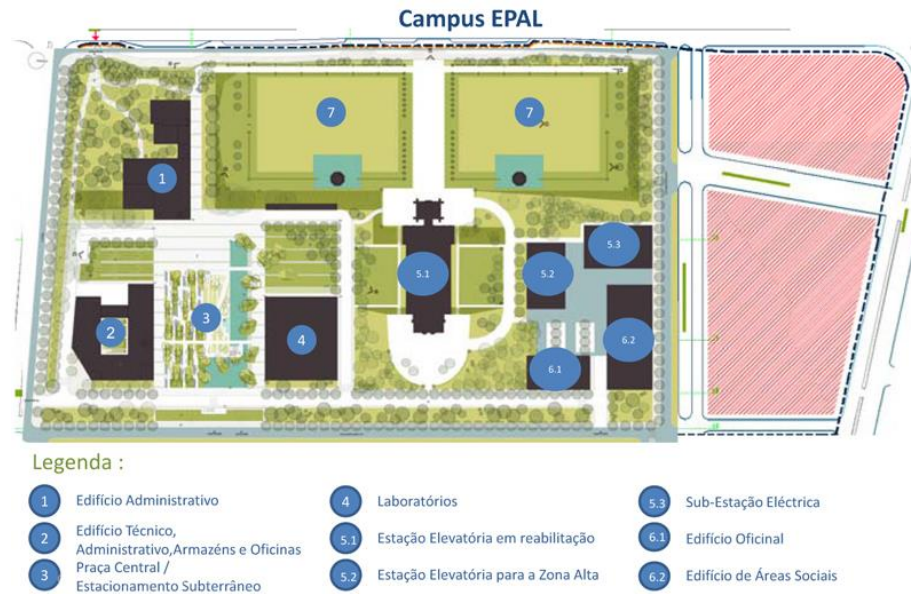 Campus EPAL
7
7
1
5.3
5.1
5.2
3
2
4
6.2
6.1
Legenda :
1 Edifício Administrativo
2 Edifício Técnico,
Administrativo,Armazéns e Oficinas
3 Praça Central /
Estacionamento Subterrâneo
4 Laboratórios
5.1 Estação Elevatória em reabilitação
5.2 Estação Elevatória para a Zona Alta
5.3 Sub-Estação Eléctrica
6.1 Edifício Oficinal
6.2 Edifício de Áreas Sociais